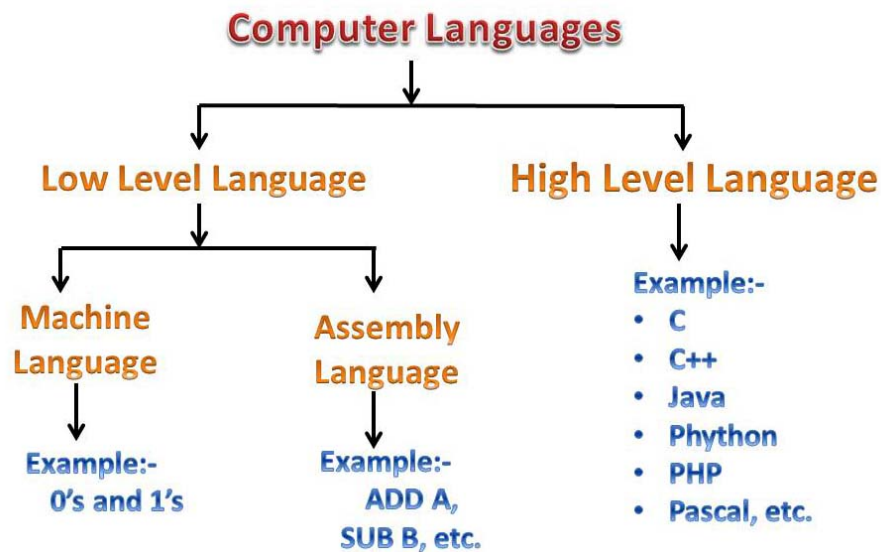 Computer Languages
Low Level Language
High Level Language
Machine
Language
Example:-
0's and 1's
Assembly
Language
Example:-
ADD A,
SUB B, etc.
Example:-
• C
• C++
• Java
• Phython
• PHP
• Pascal, etc.